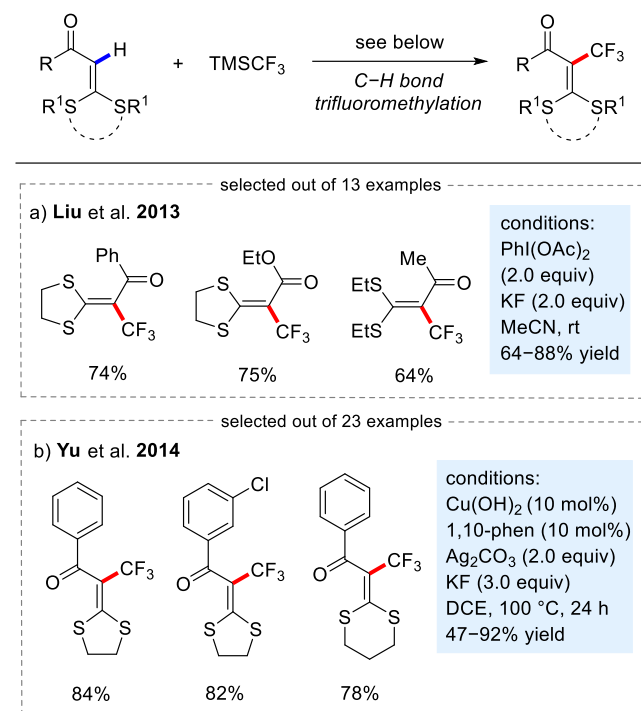 O
H
R
R¹S SR¹
+ TMSCF₃
see below
C−H bond
trifluoromethylation
O
CF₃
R
R¹S SR¹
selected out of 13 examples
a) Liu et al. 2013
Ph
O
S
S
CF₃
74%
EtO
O
S
S
CF₃
75%
Me
O
EtS
EtS
CF₃
64%
conditions:
PhI(OAc)₂
(2.0 equiv)
KF (2.0 equiv)
MeCN, rt
64−88% yield
selected out of 23 examples
b) Yu et al. 2014
O
CF₃
S S
84%
Cl
O
CF₃
S S
82%
O
CF₃
S S
78%
conditions:
Cu(OH)₂ (10 mol%)
1,10-phen (10 mol%)
Ag₂CO₃ (2.0 equiv)
KF (3.0 equiv)
DCE, 100 °C, 24 h
47−92% yield